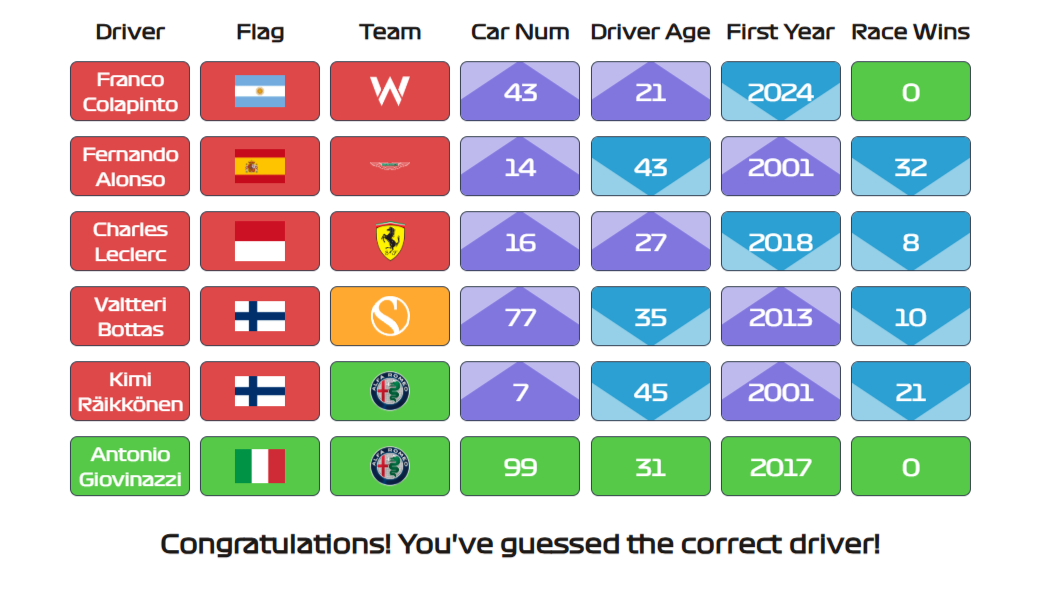 Driver Flag Team Car Num Driver Age First Year Race Wins
Franco
Colapinto
43 21 2024 0
Fernando
Alonso
14 43 2001 32
Charles
Leclerc
16 27 2018 8
Valtteri
Bottas
77 35 2013 10
Kimi
Räikkönen
ALFA ROMEO
7 45 2001 21
Antonio
Giovinazzi
ALFA ROMEO
99 31 2017 0
Congratulations! You've guessed the correct driver!